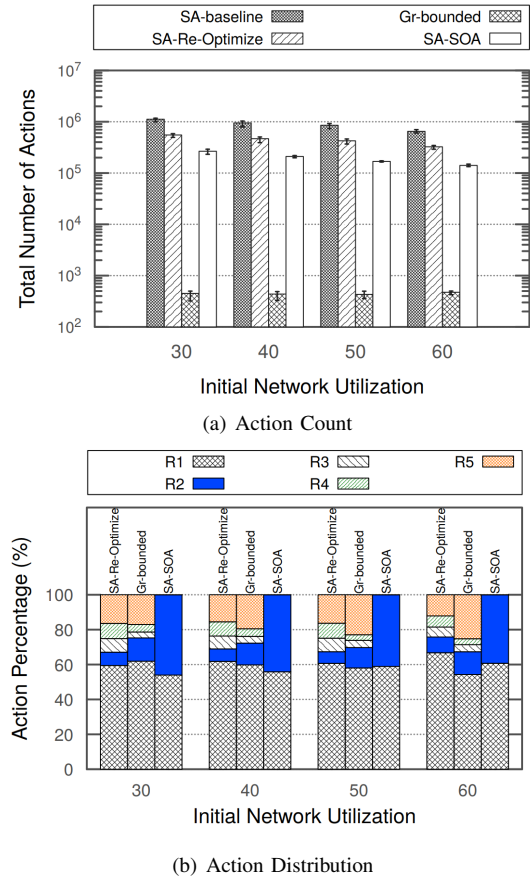 SA-baseline Gr-bounded
SA-Re-Optimize SA-SOA
10^7
10^6
10^5
10^4
10^3
10^2
Total Number of Actions
30 40 50 60
Initial Network Utilization
(a) Action Count
R1 R3 R5
R2 R4
SA-Re-Optimize Gr-bounded SA-SOA SA-Re-Optimize Gr-bounded SA-SOA SA-Re-Optimize Gr-bounded SA-SOA SA-Re-Optimize Gr-bounded SA-SOA
100
80
60
40
20
0
Action Percentage (%)
30 40 50 60
Initial Network Utilization
(b) Action Distribution